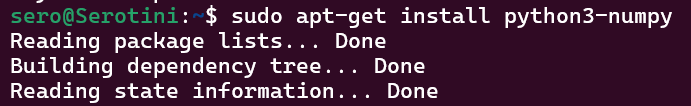 sero@Serotini:~$ sudo apt-get install python3-numpy
Reading package lists... Done
Building dependency tree... Done
Reading state information... Done